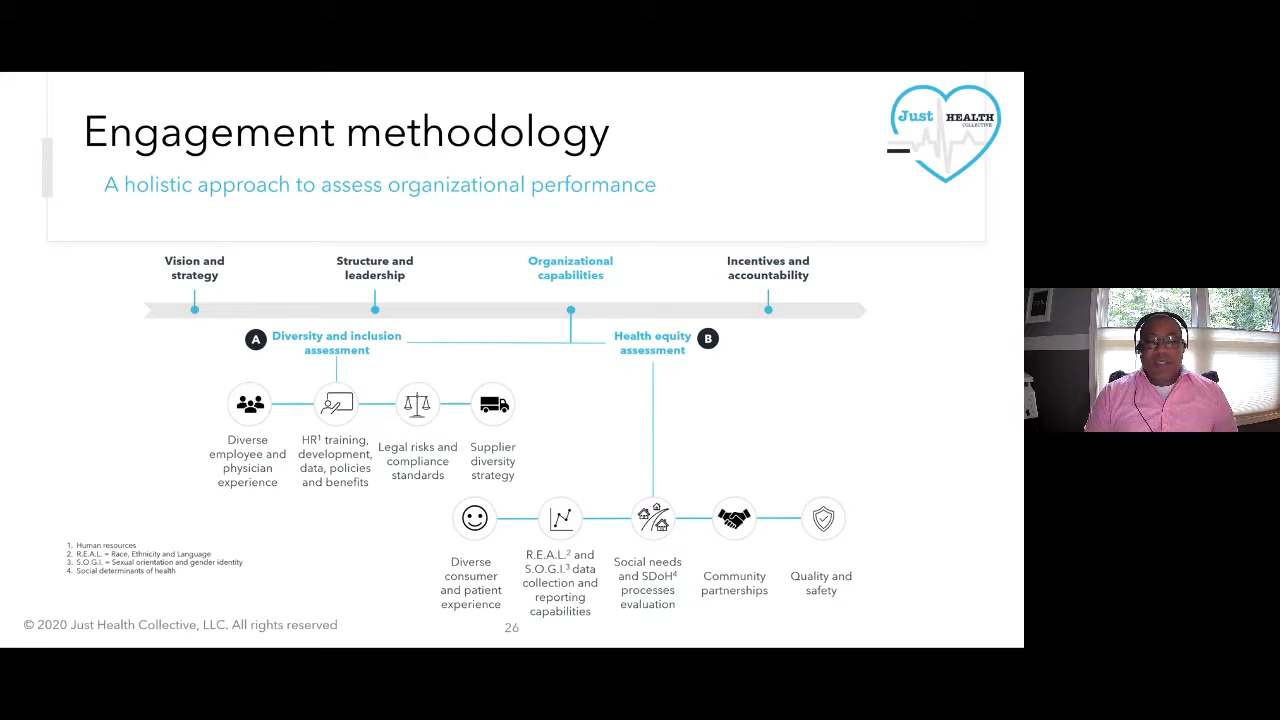 Engagement methodology
A holistic approach to assess organizational performance
Just HEALTH
COLLECTIVE
Vision and
strategy
Structure and
leadership
Organizational
capabilities
Incentives and
accountability
A
Diversity and inclusion
assessment
Health equity
assessment
B
Diverse
employee and
physician
experience
HR¹ training,
development,
data, policies
and benefits
Legal risks and
compliance
standards
Supplier
diversity
strategy
Diverse
consumer
and patient
experience
R.E.A.L.² and
S.O.G.I.³ data
collection and
reporting
capabilities
Social needs
and SDoH⁴
processes
evaluation
Community
partnerships
Quality and
safety
1. Human resources
2. R.E.A.L. = Race, Ethnicity and Language
3. S.O.G.I. = Sexual orientation and gender identity
4. Social determinants of health
© 2020 Just Health Collective, LLC. All rights reserved
26